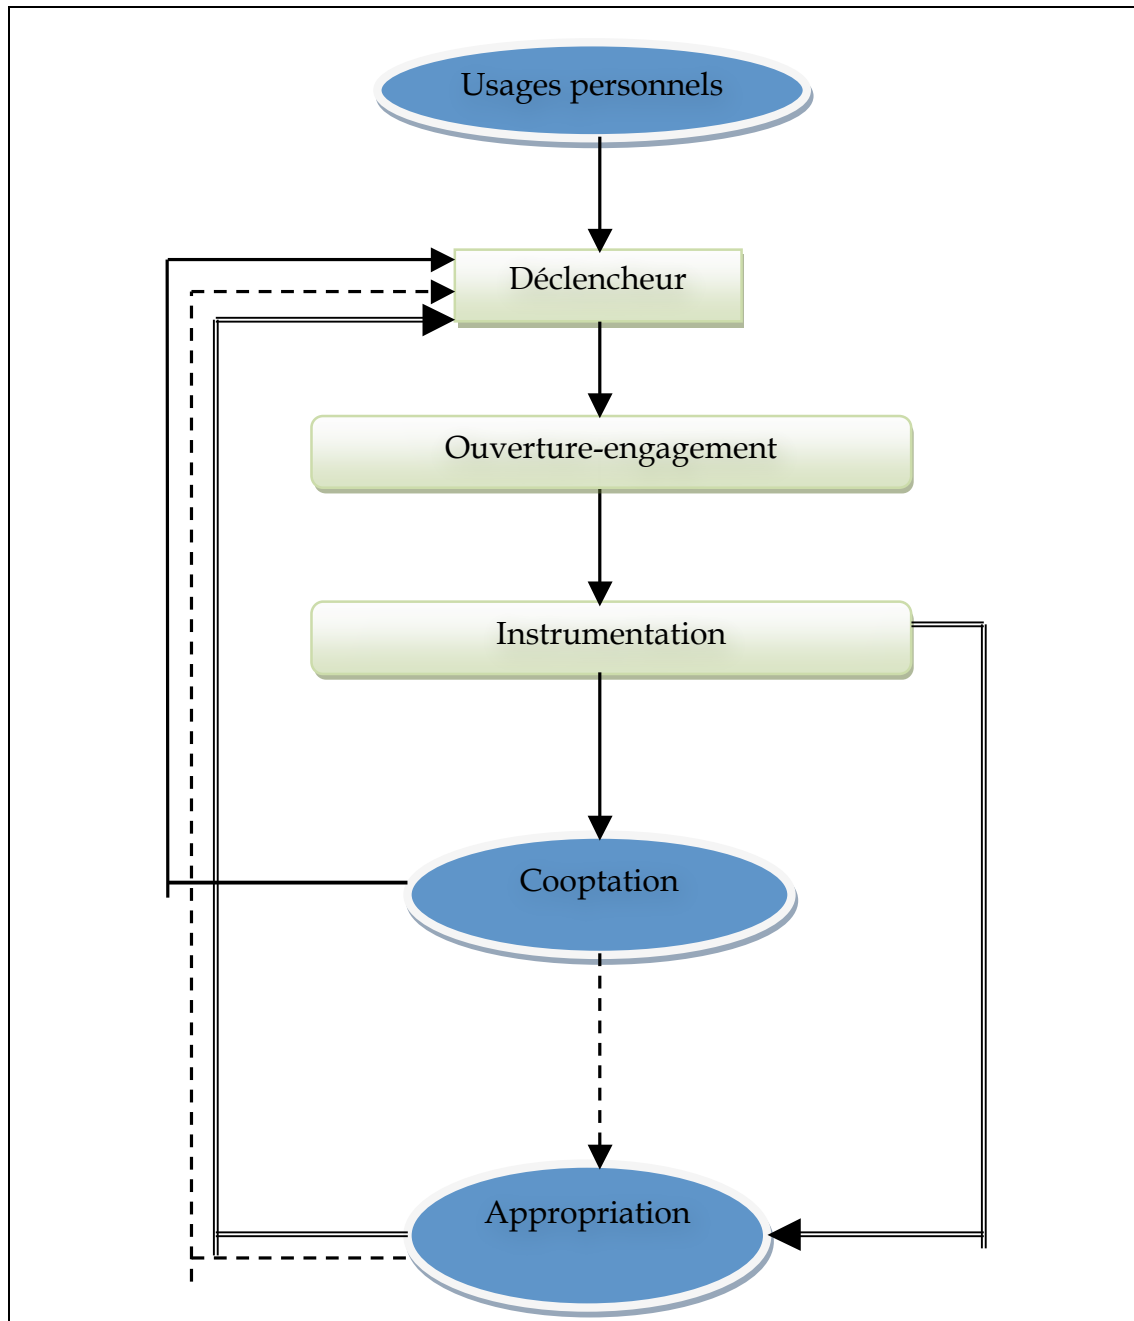 Usages personnels
Déclencheur
Ouverture-engagement
Instrumentation
Cooptation
Appropriation